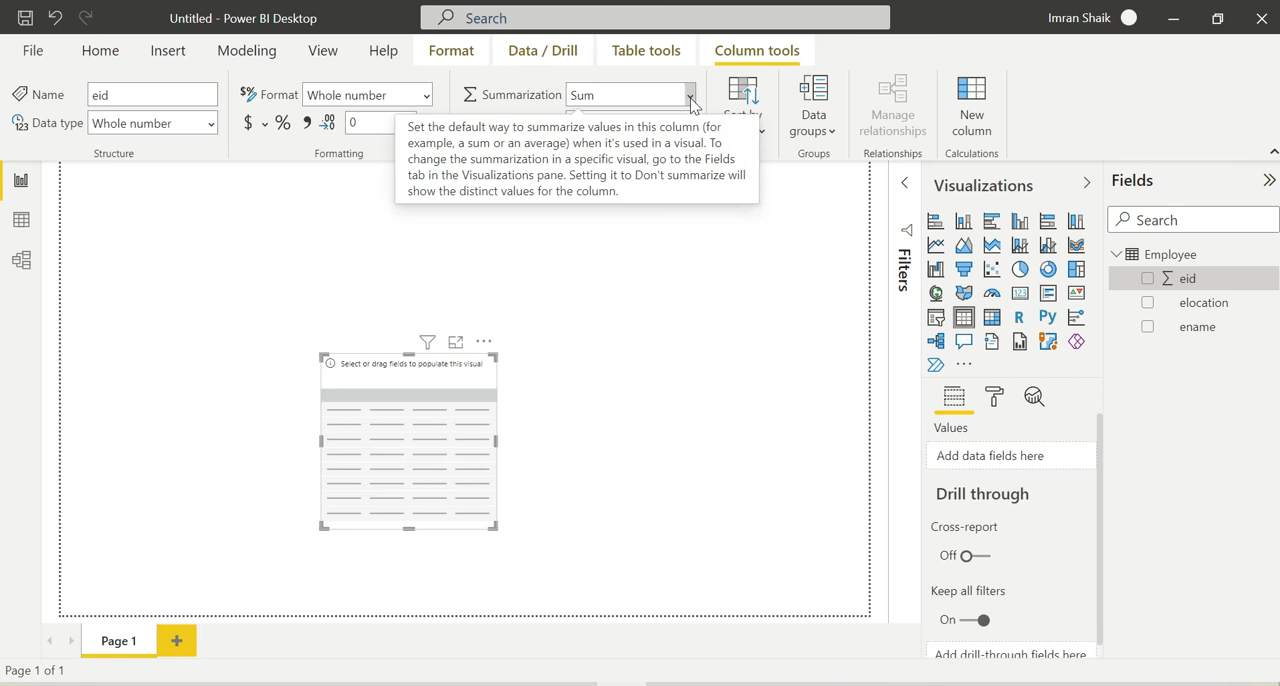 Untitled - Power BI Desktop
Search
Imran Shaik
File
Home
Insert
Modeling
View
Help
Format
Data / Drill
Table tools
Column tools
Name
eid
Data type
Whole number
Structure
$% Format
Whole number
$ % 9 .00
0
Formatting
Σ Summarization
Sum
Set the default way to summarize values in this column (for
example, a sum or an average) when it's used in a visual. To
change the summarization in a specific visual, go to the Fields
tab in the Visualizations pane. Setting it to Don't summarize will
show the distinct values for the column.
Data
groups
Groups
Manage
relationships
Relationships
New
column
Calculations
Select or drag fields to populate this visual
Filters
Visualizations
123
R
Py
Values
Add data fields here
Drill through
Cross-report
Off
Keep all filters
On
Add drill-through fields here
Fields
Search
Employee
Σ eid
elocation
ename
Page 1
Page 1 of 1